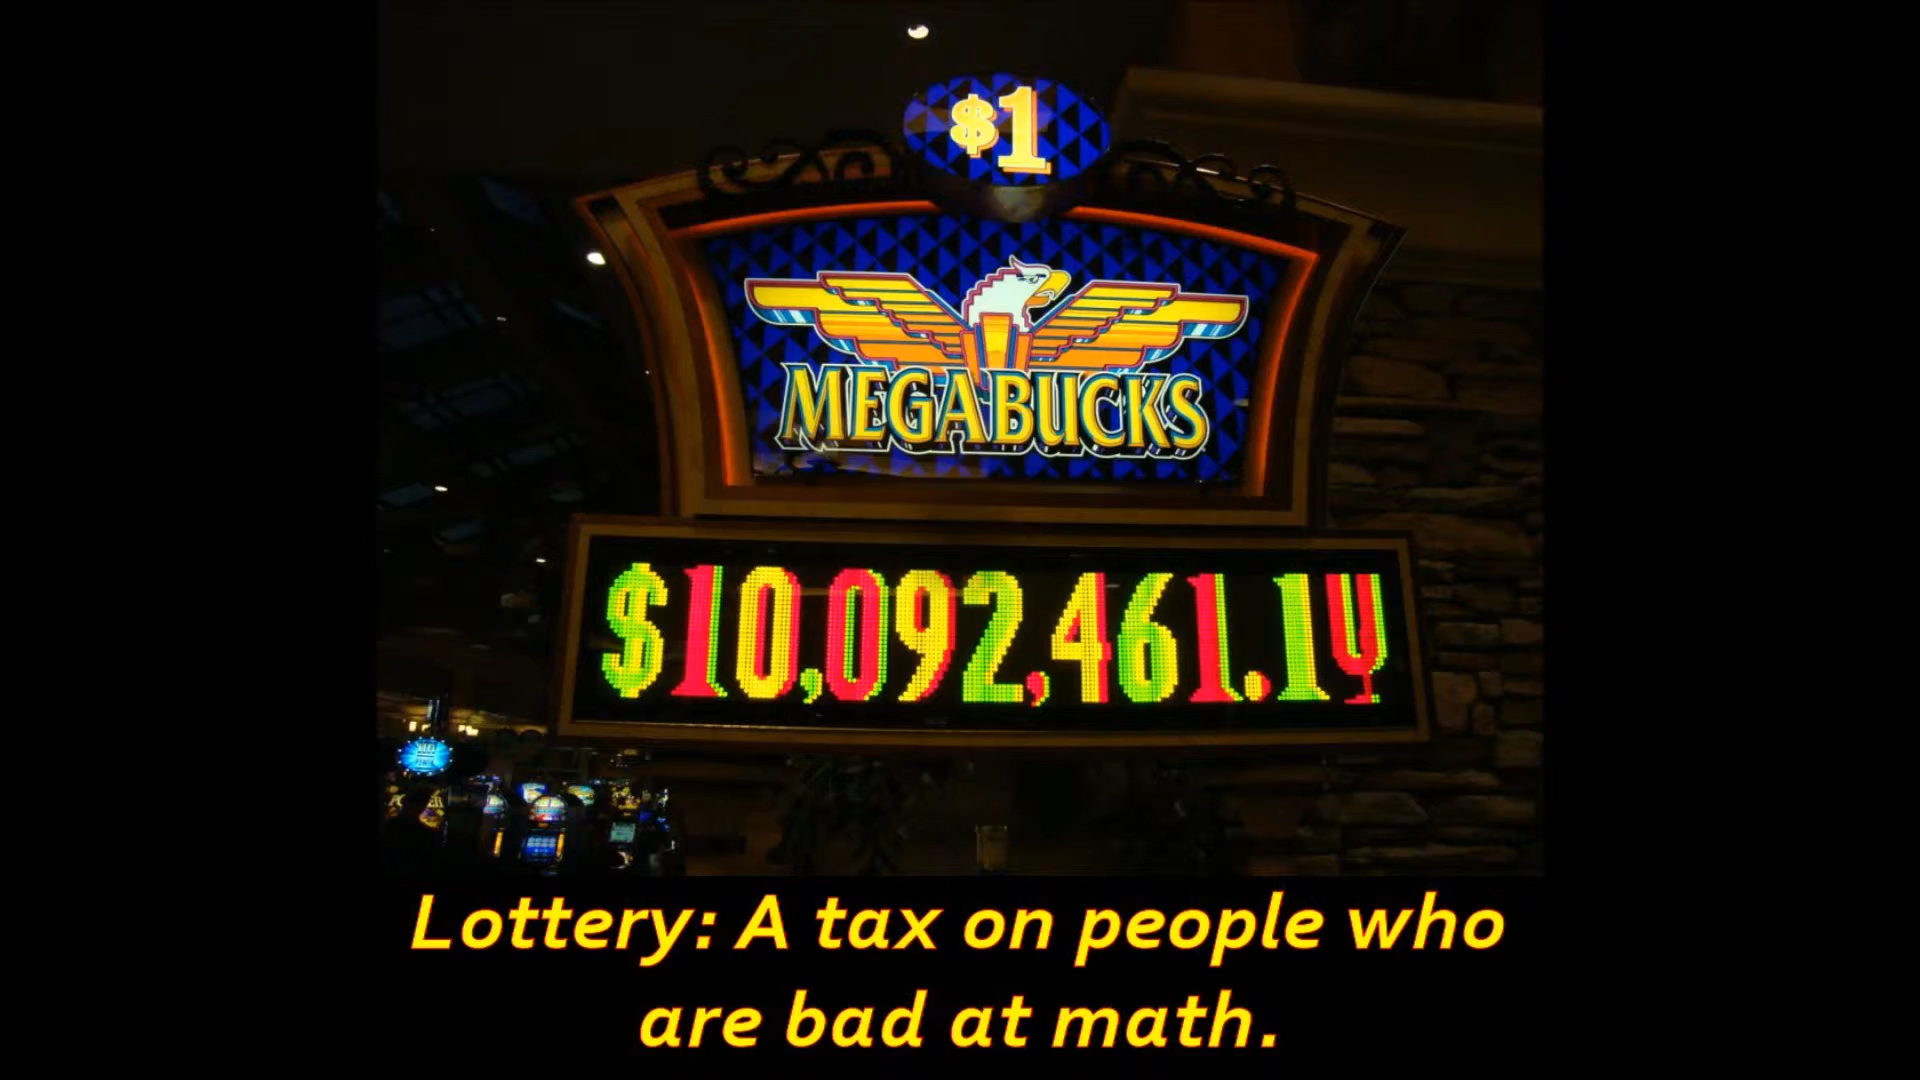 $1
MEGABUCKS
$10,092,461.1
Lottery: A tax on people who
are bad at math.